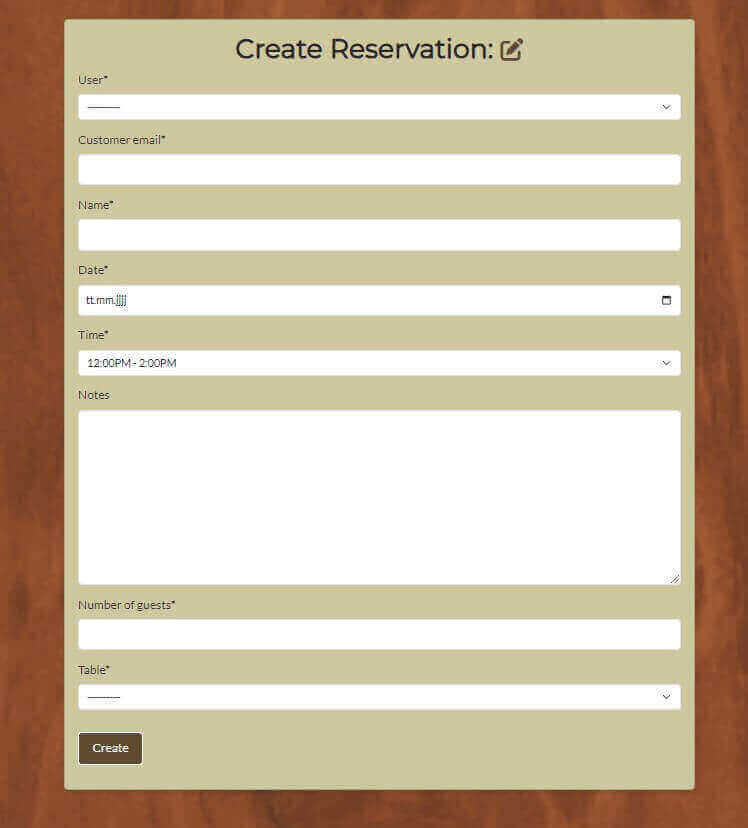 Create Reservation:
User*
---------
Customer email*
Name*
Date*
tt.mm.jjjj
Time*
12:00PM - 2:00PM
Notes
Number of guests*
Table*
---------
Create